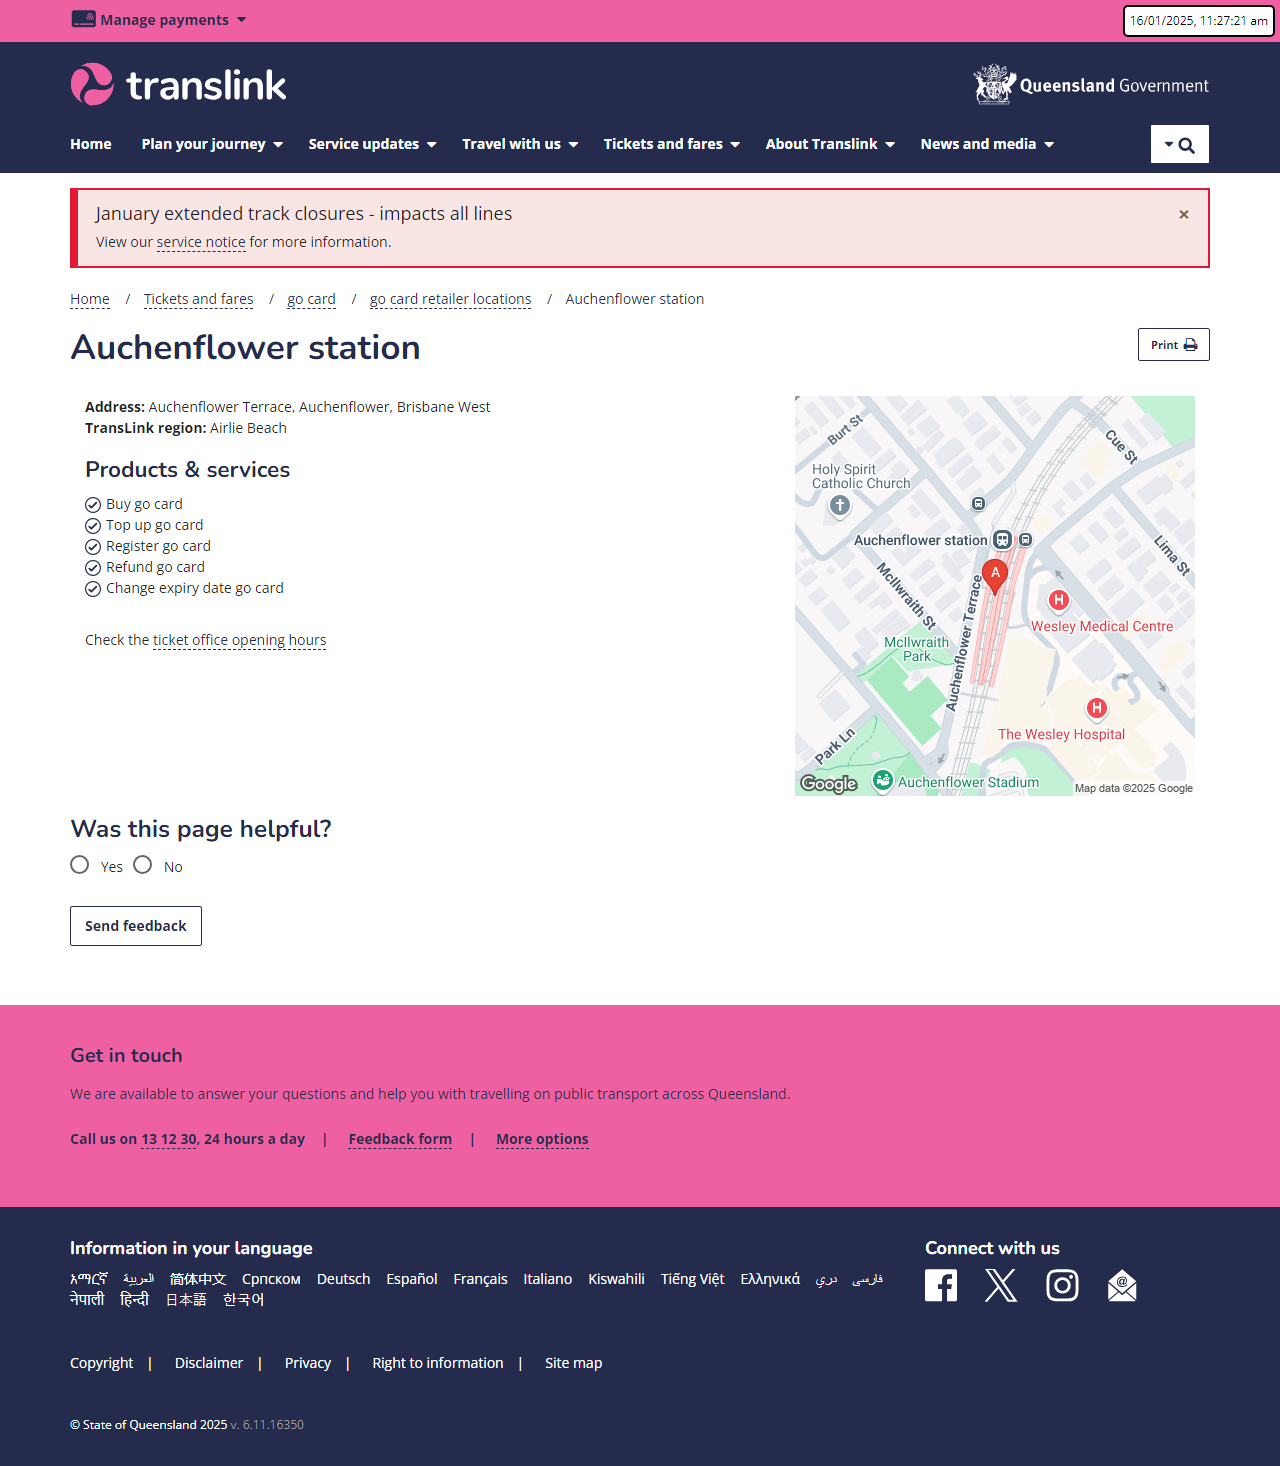 Manage payments
16/01/2025, 11:27:21 am
translink
Queensland Government
Home Plan your journey Service updates Travel with us Tickets and fares About Translink News and media
January extended track closures - impacts all lines ×
View our service notice for more information.
Home / Tickets and fares / go card / go card retailer locations / Auchenflower station
Auchenflower station
Print
Address: Auchenflower Terrace, Auchenflower, Brisbane West
TransLink region: Airlie Beach
Products & services
Buy go card
Top up go card
Register go card
Refund go card
Change expiry date go card
Check the ticket office opening hours
Burt St
Cue St
Holy Spirit
Catholic Church
Auchenflower station
Lima St
A
McIlwraith St
H
Wesley Medical Centre
Auchenflower Terrace
McIlwraith
Park
H
The Wesley Hospital
Park Ln
Auchenflower Stadium
Google
Map data ©2025 Google
Was this page helpful?
Yes No
Send feedback
Get in touch
We are available to answer your questions and help you with travelling on public transport across Queensland.
Call us on 13 12 30, 24 hours a day | Feedback form | More options
Information in your language
አማርኛ العربية 简体中文 Српском Deutsch Español Français Italiano Kiswahili Tiếng Việt Ελληνικά دري فارسی
नेपाली हिन्दी 日本語 한국어
Connect with us
Copyright | Disclaimer | Privacy | Right to information | Site map
© State of Queensland 2025 v. 6.11.16350